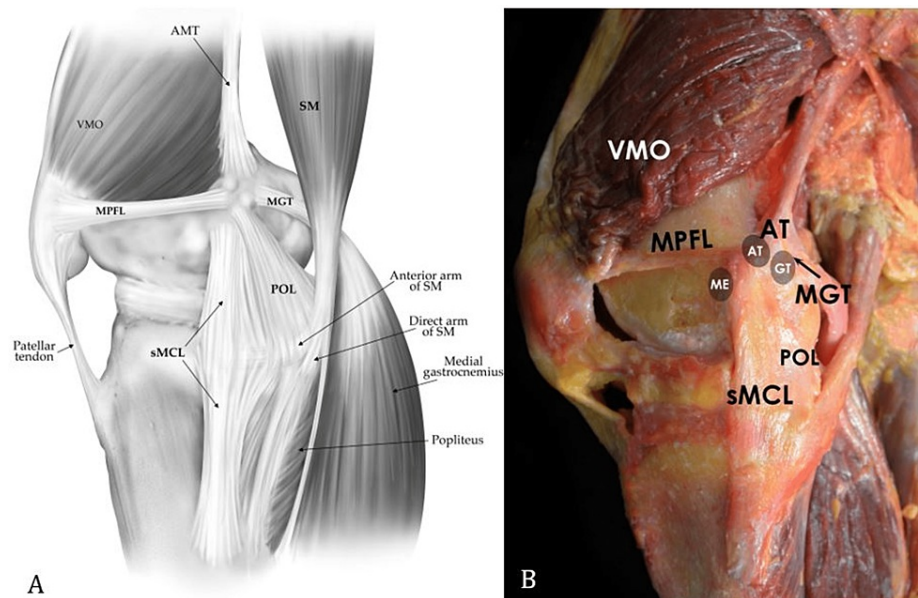 AMT
SM
VMO
MPFL
MGT
POL
Anterior arm
of SM
Direct arm
of SM
Patellar
tendon
sMCL
Medial
gastrocnemius
Popliteus
A
VMO
MPFL
AT
AT
GT
ME
MGT
POL
sMCL
B